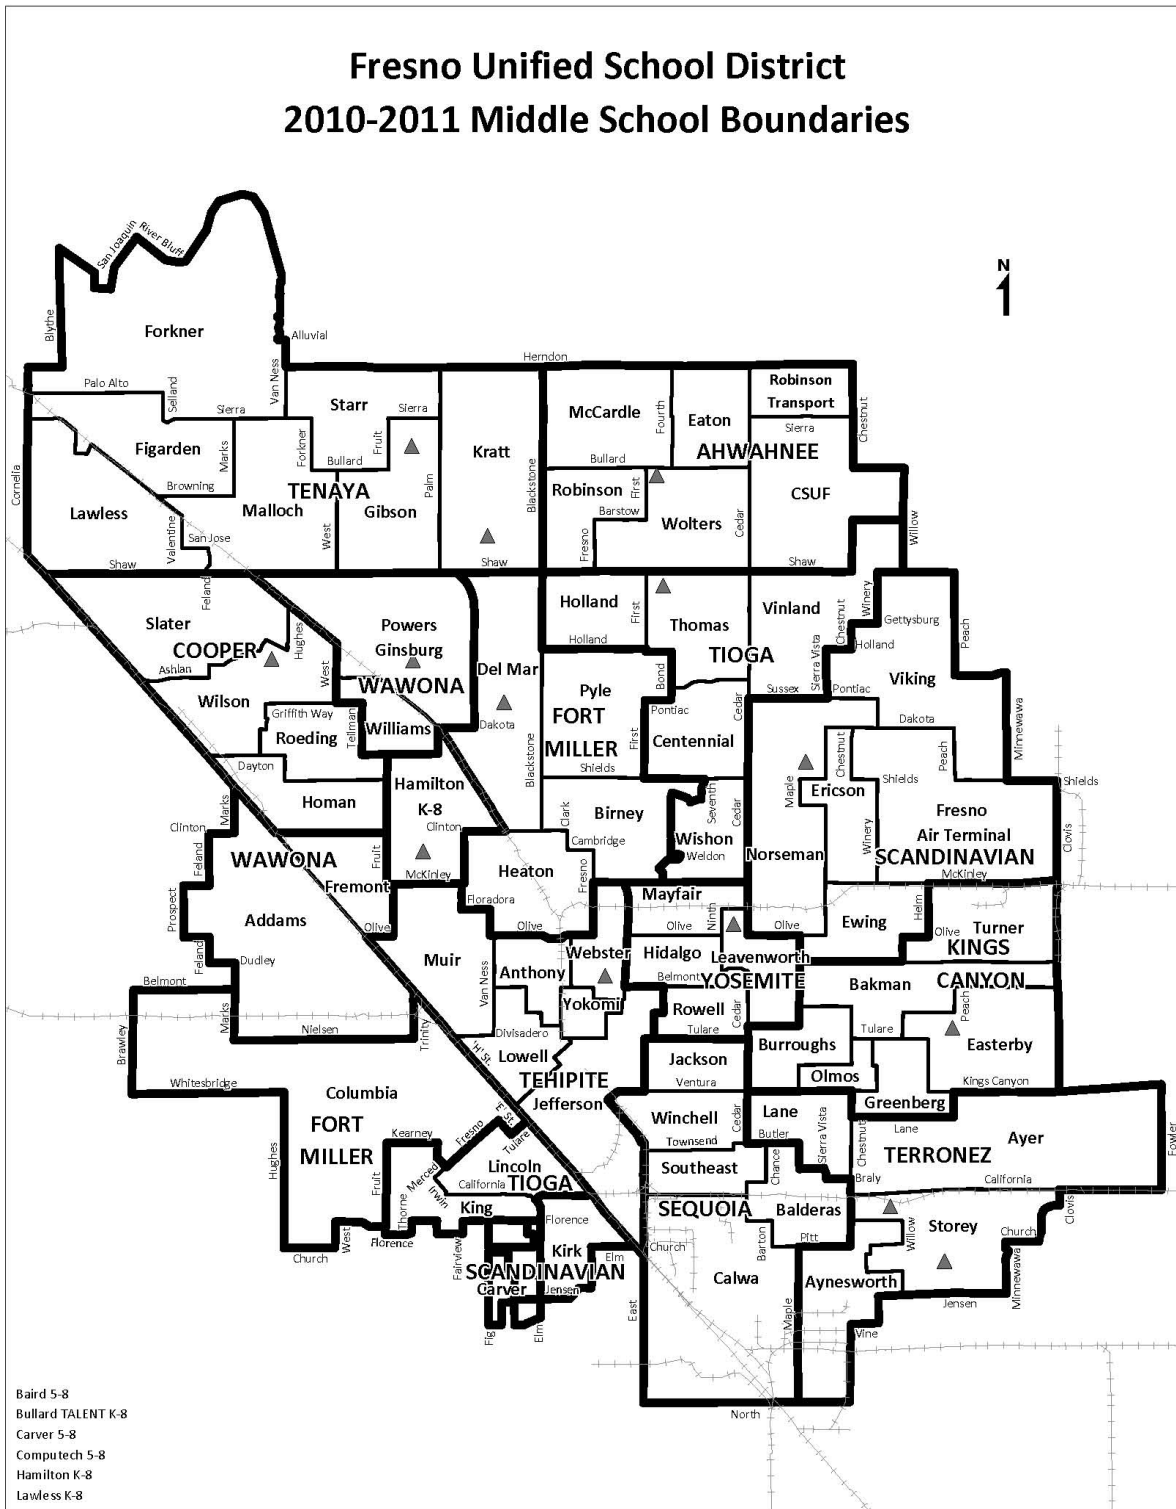 Fresno Unified School District
2010-2011 Middle School Boundaries
N
San Joaquin
River Bluff
Blythe
Forkner
Alluvial
Van Ness
Herndon
Palo Alto
Selland
Sierra
Starr
Sierra
McCardle
Fourth
Eaton
Robinson
Transport
Sierra
Chestnut
Figarden
Marks
Forkner
Fruit
Bullard
Kratt
Bullard
AHWAHNEE
Cornelia
Browning
TENAYA
Palm
Blackstone
Robinson
First
CSUF
Lawless
Malloch
Gibson
Barstow
Wolters
Cedar
Valentine
San Jose
West
Fresno
Willow
Shaw
Shaw
Shaw
Feland
Slater
Hughes
Powers
Ginsburg
Holland
First
Thomas
Vinland
Chestnut
Winery
Gettysburg
Peach
COOPER
Holland
Holland
TIOGA
Sierra Vista
Ashlan
West
Del Mar
Bond
Viking
Wilson
WAWONA
Pyle
Sussex
Pontiac
Griffith Way
Tellman
Williams
Dakota
FORT
Pontiac
Cedar
Dakota
Minnewawa
Roeding
MILLER
First
Centennial
Chestnut
Peach
Dayton
Blackstone
Shields
Maple
Shields
Shields
Homan
Hamilton
K-8
Ericson
Fresno
Air Terminal
Marks
Clinton
Clinton
Clark
Birney
Seventh
Cedar
Cambridge
Wishon
Weldon
Norseman
Winery
SCANDINAVIAN
Clovis
Feland
WAWONA
Fruit
McKinley
Heaton
Fresno
McKinley
Fremont
Prospect
Addams
Olive
Floradora
Olive
Mayfair
Olive
Ninth
Olive
Ewing
Helm
Olive
Turner
KINGS
Feland
Dudley
Muir
Van Ness
Anthony
Webster
Hidalgo
Leavenworth
Belmont
Belmont
YOSEMITE
Bakman
CANYON
Marks
Yokomi
Rowell
Cedar
Peach
Brawley
Nielsen
Trinity
Divisadero
Tulare
Tulare
'H' St.
Lowell
Jackson
Burroughs
Easterby
Whitesbridge
Columbia
TEHIPITE
Ventura
Olmos
Kings Canyon
Jefferson
Greenberg
FORT
'E' St.
Winchell
Cedar
Lane
Lane
Kearney
Fresno
Tulare
Townsend
Butler
Sierra Vista
Chestnut
Ayer
Hughes
MILLER
Merced
Lincoln
Southeast
Chance
TERRONEZ
Fowler
Fruit
Irwin
California
TIOGA
Braly
California
Thorne
King
SEQUOIA
Balderas
Clovis
Florence
Storey
West
Florence
Barton
Pitt
Willow
Church
Church
Fairview
Kirk
Elm
Church
SCANDINAVIAN
Calwa
Aynesworth
Minnewawa
Carver
Jensen
East
Maple
Jensen
Fig
Elm
Vine
North
Baird 5-8
Bullard TALENT K-8
Carver 5-8
Computech 5-8
Hamilton K-8
Lawless K-8